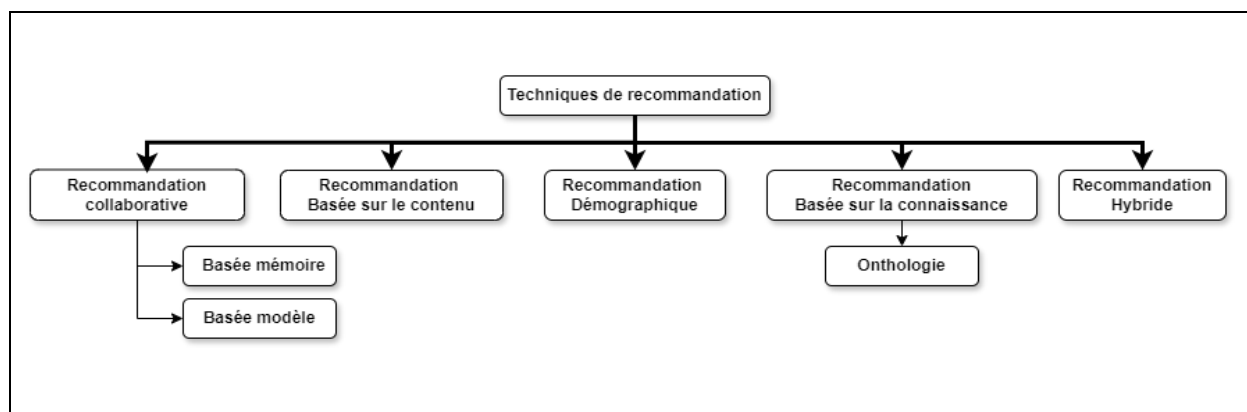 Techniques de recommandation
Recommandation
collaborative
Recommandation
Basée sur le contenu
Recommandation
Démographique
Recommandation
Basée sur la connaissance
Recommandation
Hybride
Basée mémoire
Onthologie
Basée modèle